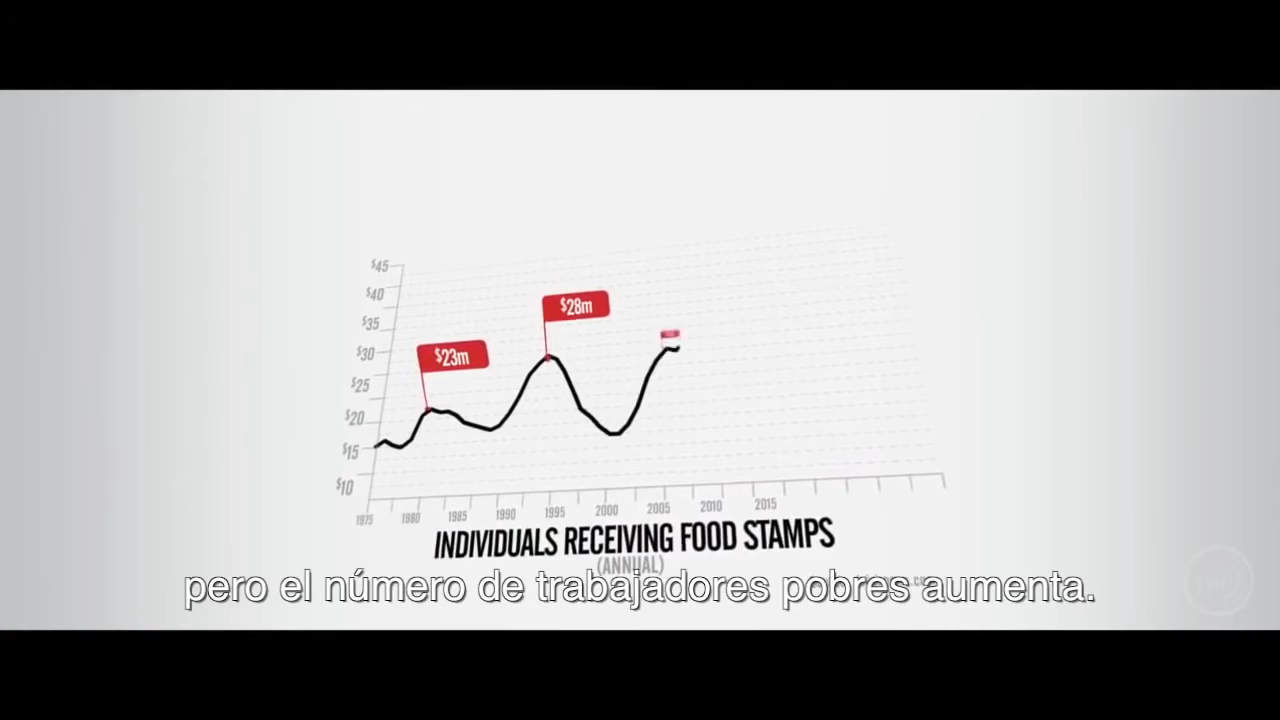 $45
$40
$35
$30
$25
$20
$15
$10
$23m
$28m
1975 1980 1985 1990 1995 2000 2005 2010 2015
INDIVIDUALS RECEIVING FOOD STAMPS
(ANNUAL)
pero el número de trabajadores pobres aumenta.